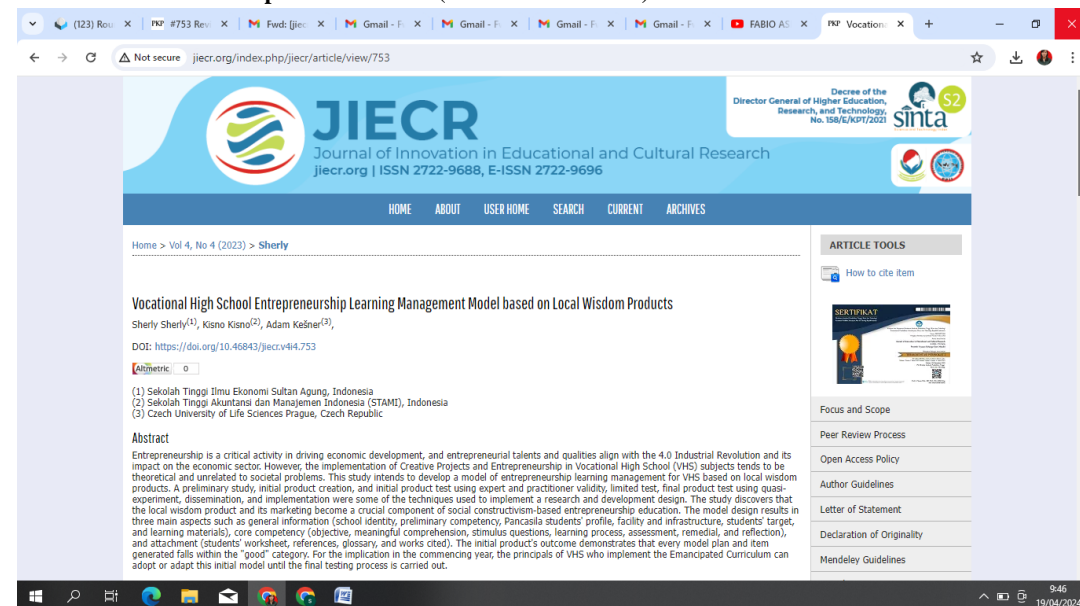 (123) Rou
#753 Rev
Fwd: [jiec
Gmail - F
Gmail - F
Gmail - F
Gmail - F
FABIO AS
Vocation
Not secure jiecr.org/index.php/jiecr/article/view/753
JIECR
Journal of Innovation in Educational and Cultural Research
jiecr.org | ISSN 2722-9688, E-ISSN 2722-9696
Decree of the
Director General of Higher Education,
Research, and Technology,
No. 158/E/KPT/2021
sinta
S2
HOME ABOUT USER HOME SEARCH CURRENT ARCHIVES
Home > Vol 4, No 4 (2023) > Sherly
Vocational High School Entrepreneurship Learning Management Model based on Local Wisdom Products
Sherly Sherly(1), Kisno Kisno(2), Adam Kešner(3),
DOI: https://doi.org/10.46843/jiecr.v4i4.753
Altmetric 0
(1) Sekolah Tinggi Ilmu Ekonomi Sultan Agung, Indonesia
(2) Sekolah Tinggi Akuntansi dan Manajemen Indonesia (STAMI), Indonesia
(3) Czech University of Life Sciences Prague, Czech Republic
Abstract
Entrepreneurship is a critical activity in driving economic development, and entrepreneurial talents and qualities align with the 4.0 Industrial Revolution and its
impact on the economic sector. However, the implementation of Creative Projects and Entrepreneurship in Vocational High School (VHS) subjects tends to be
theoretical and unrelated to societal problems. This study intends to develop a model of entrepreneurship learning management for VHS based on local wisdom
products. A preliminary study, initial product creation, and initial product test using expert and practitioner validity, limited test, final product test using quasi-
experiment, dissemination, and implementation were some of the techniques used to implement a research and development design. The study discovers that
the local wisdom product and its marketing become a crucial component of social constructivism-based entrepreneurship education. The model design results in
three main aspects such as general information (school identity, preliminary competency, Pancasila students' profile, facility and infrastructure, students' target,
and learning materials), core competency (objective, meaningful comprehension, stimulus questions, learning process, assessment, remedial, and reflection),
and attachment (students' worksheet, references, glossary, and works cited). The initial product's outcome demonstrates that every model plan and item
generated falls within the "good" category. For the implication in the commencing year, the principals of VHS who implement the Emancipated Curriculum can
adopt or adapt this initial model until the final testing process is carried out.
ARTICLE TOOLS
How to cite item
SERTIFIKAT
Focus and Scope
Peer Review Process
Open Access Policy
Author Guidelines
Letter of Statement
Declaration of Originality
Mendeley Guidelines
9:46
19/04/2024